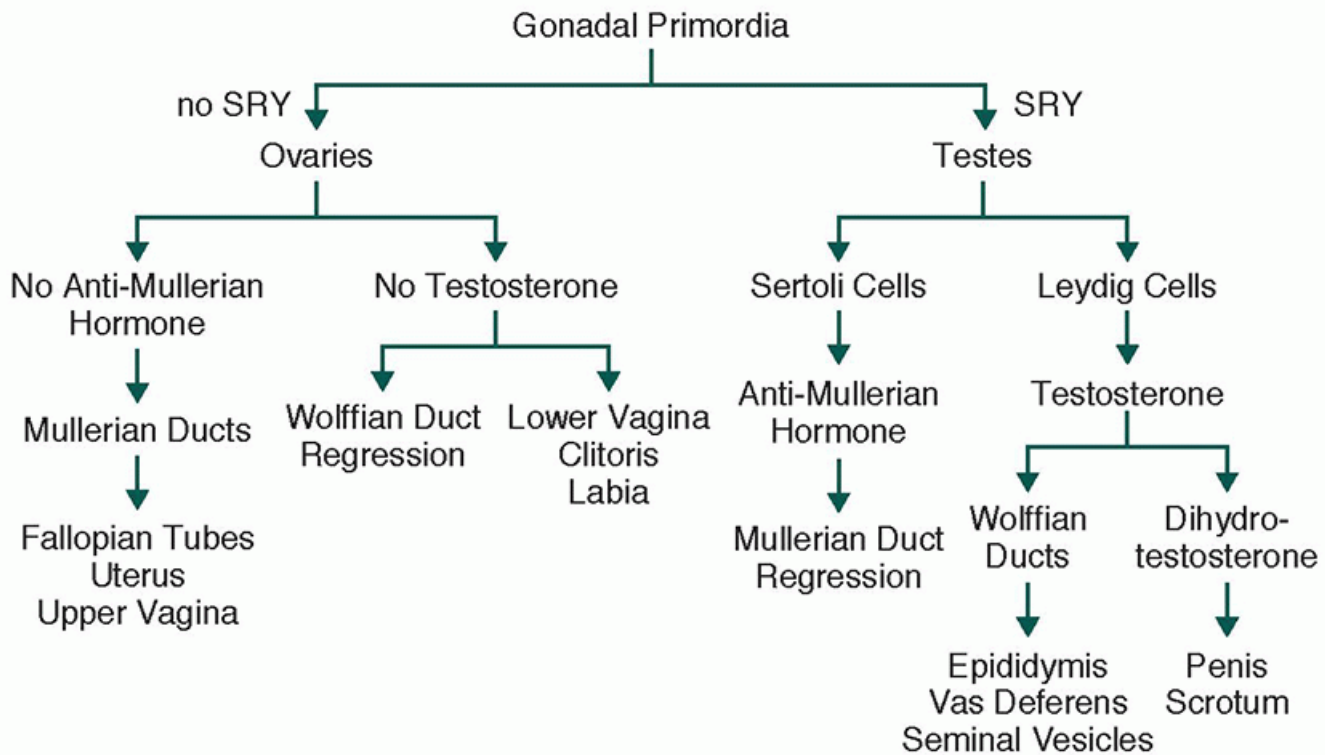 Gonadal Primordia
no SRY
SRY
Ovaries
Testes
No Anti-Mullerian
Hormone
No Testosterone
Sertoli Cells
Leydig Cells
Mullerian Ducts
Wolffian Duct
Regression
Lower Vagina
Clitoris
Labia
Anti-Mullerian
Hormone
Testosterone
Fallopian Tubes
Uterus
Upper Vagina
Mullerian Duct
Regression
Wolffian
Ducts
Dihydro-
testosterone
Epididymis
Vas Deferens
Seminal Vesicles
Penis
Scrotum